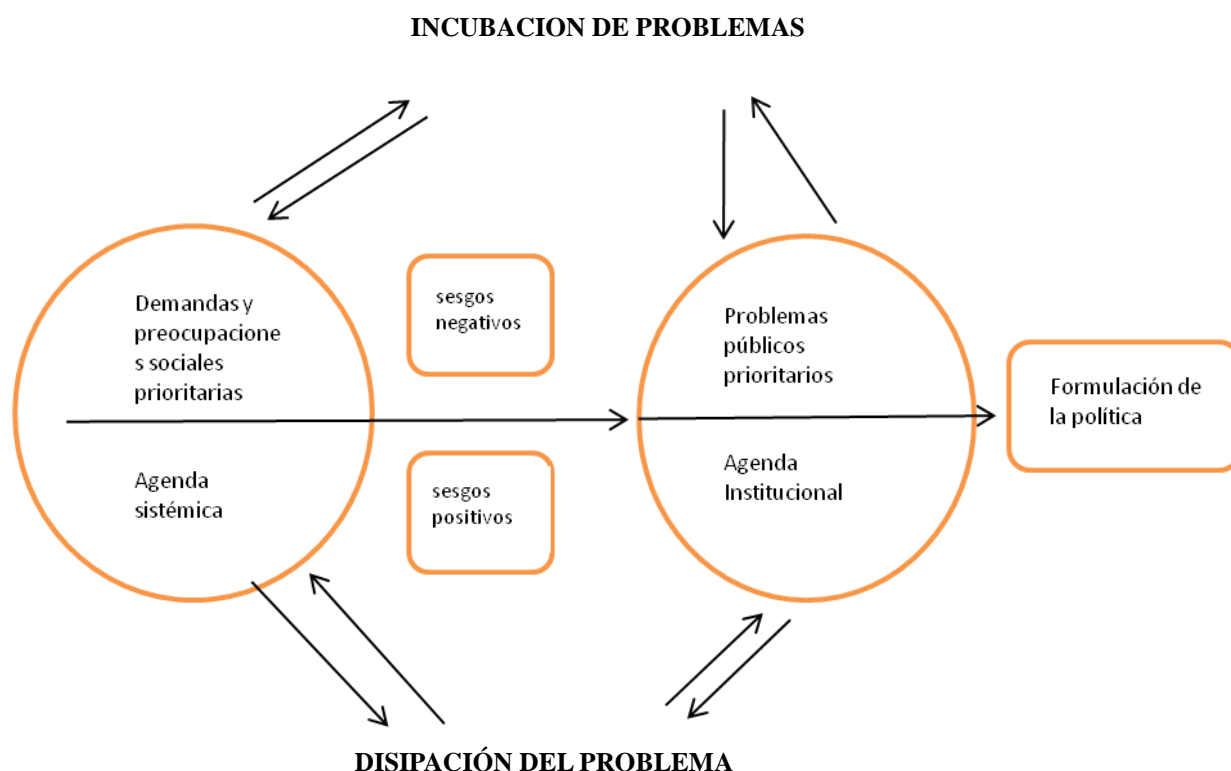 INCUBACION DE PROBLEMAS
Demandas y
preocupacione
s sociales
prioritarias
Agenda
sistémica
sesgos
negativos
sesgos
positivos
Problemas
públicos
prioritarios
Agenda
Institucional
Formulación de
la política
DISIPACIÓN DEL PROBLEMA